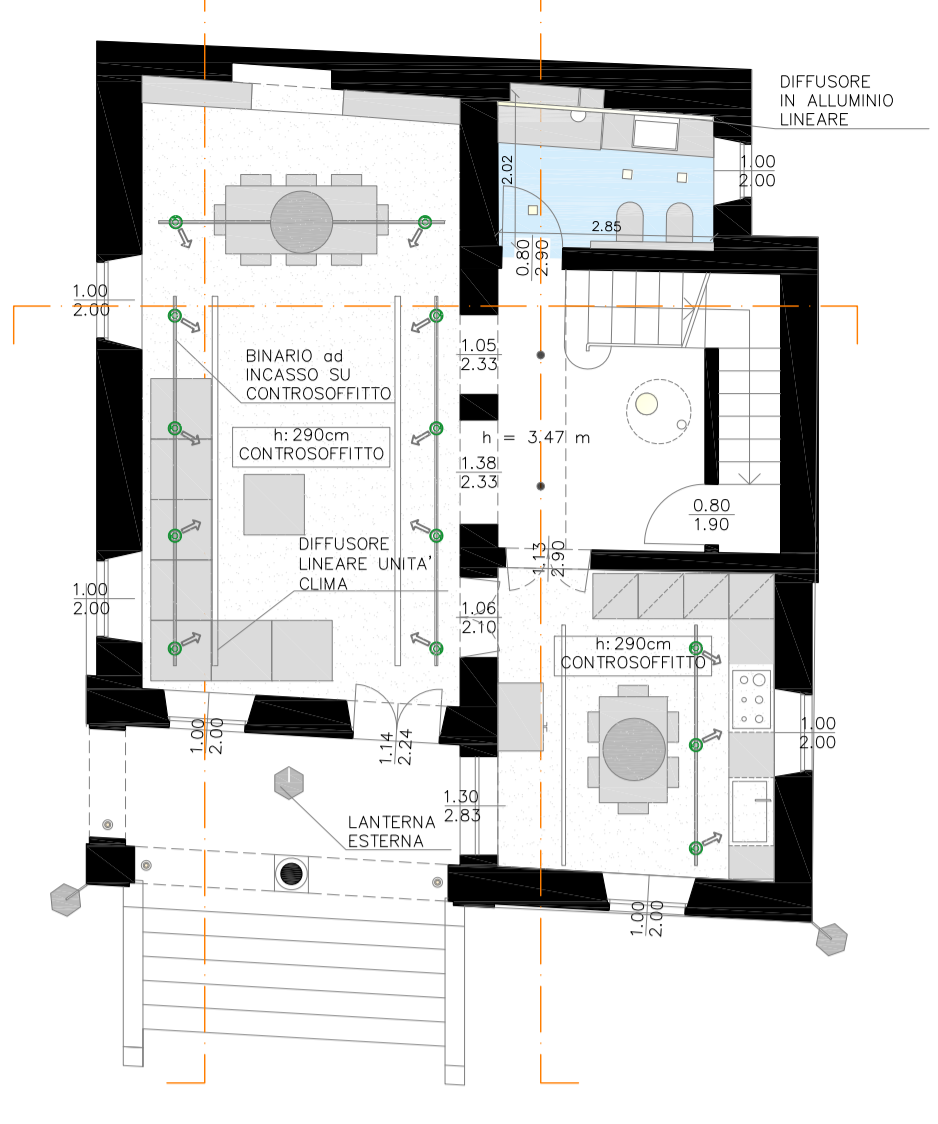 DIFFUSORE
IN ALLUMINIO
LINEARE
1.00
2.00
2.02
2.85
0.80
2.90
1.00
2.00
1.05
2.33
BINARIO ad
INCASSO SU
CONTROSOFFITTO
h: 290cm
CONTROSOFFITTO
h = 3.47 m
1.38
2.33
0.80
1.90
DIFFUSORE
LINEARE UNITA'
CLIMA
1.13
2.90
1.00
2.00
1.06
2.10
h: 290cm
CONTROSOFFITTO
1.00
2.00
1.14
2.24
1.00
2.00
1.30
2.83
LANTERNA
ESTERNA
1.00
2.00